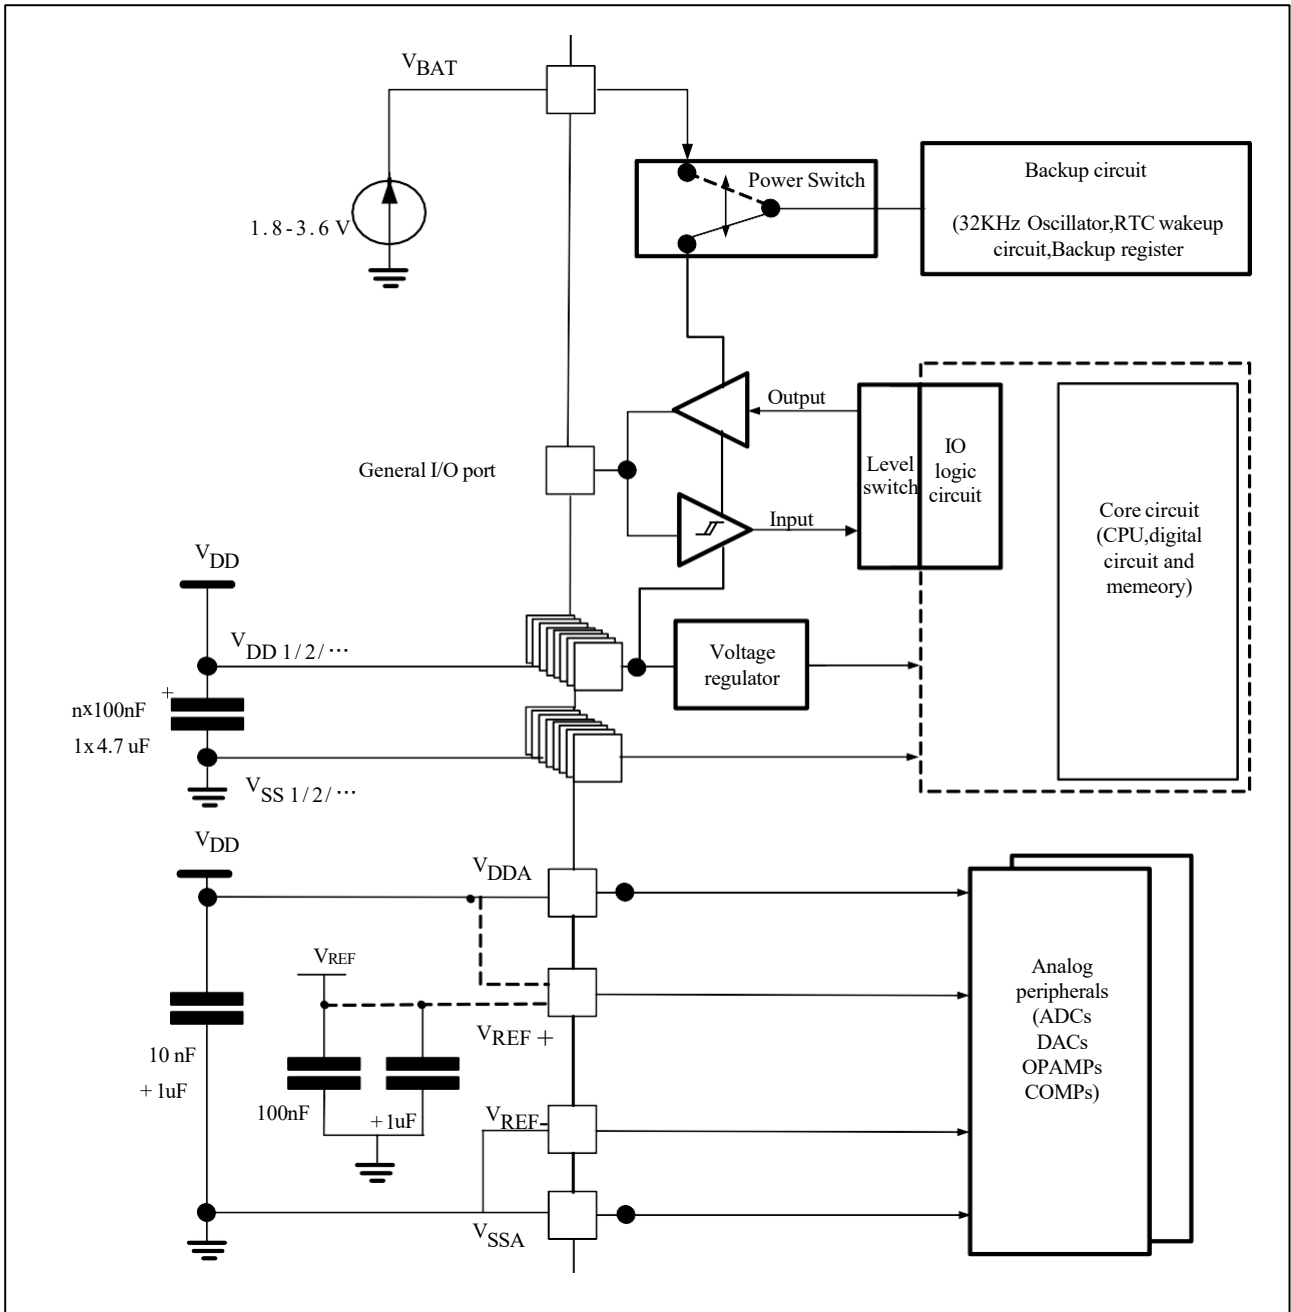 VBAT
Power Switch
Backup circuit
(32KHz Oscillator,RTC wakeup
circuit,Backup register
1.8-3.6 V
Output
General I/O port
Level
switch
IO
logic
circuit
Input
Core circuit
(CPU,digital
circuit and
memeory)
VDD
VDD 1/2/⋯
Voltage
regulator
+
nx100nF
1x4.7 uF
VSS 1/2/⋯
VDD
VDDA
VREF
VREF +
10 nF
+1uF
100nF
+1uF
VREF-
VSSA
Analog
peripherals
(ADCs
DACs
OPAMPs
COMPs)